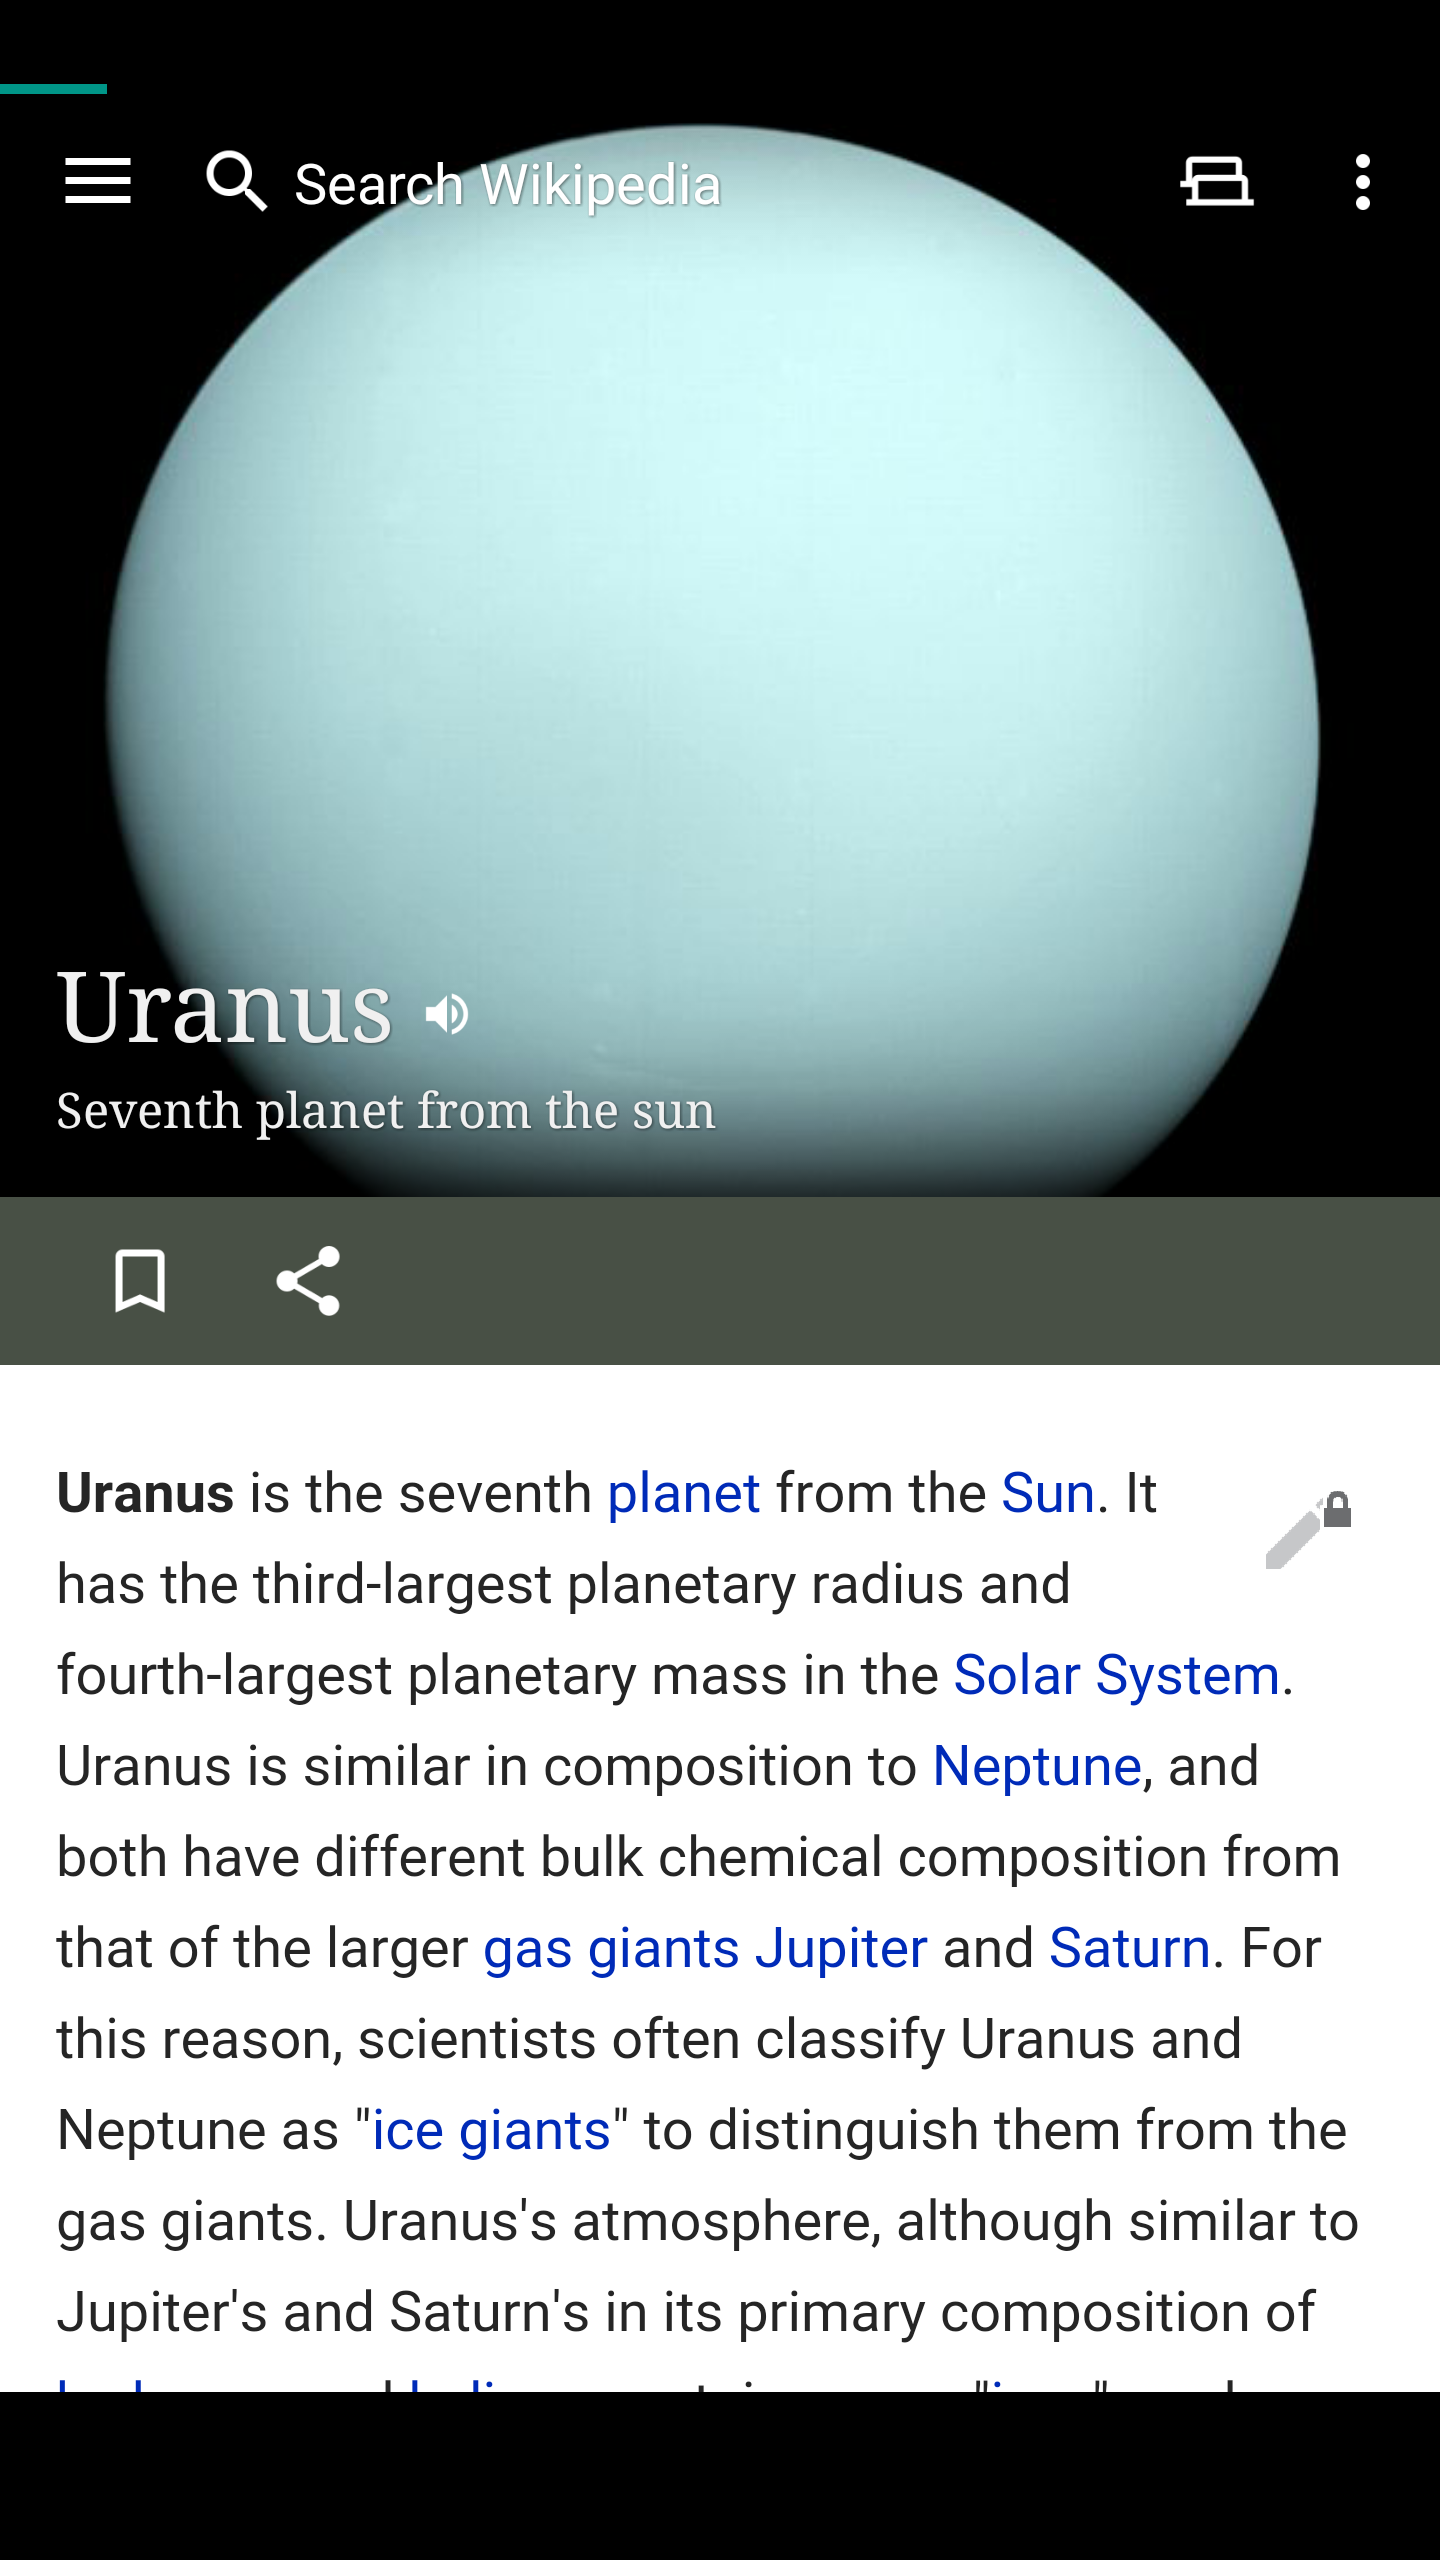 Search Wikipedia
Uranus
Seventh planet from the sun
Uranus is the seventh planet from the Sun. It
has the third-largest planetary radius and
fourth-largest planetary mass in the Solar System.
Uranus is similar in composition to Neptune, and
both have different bulk chemical composition from
that of the larger gas giants Jupiter and Saturn. For
this reason, scientists often classify Uranus and
Neptune as "ice giants" to distinguish them from the
gas giants. Uranus's atmosphere, although similar to
Jupiter's and Saturn's in its primary composition of